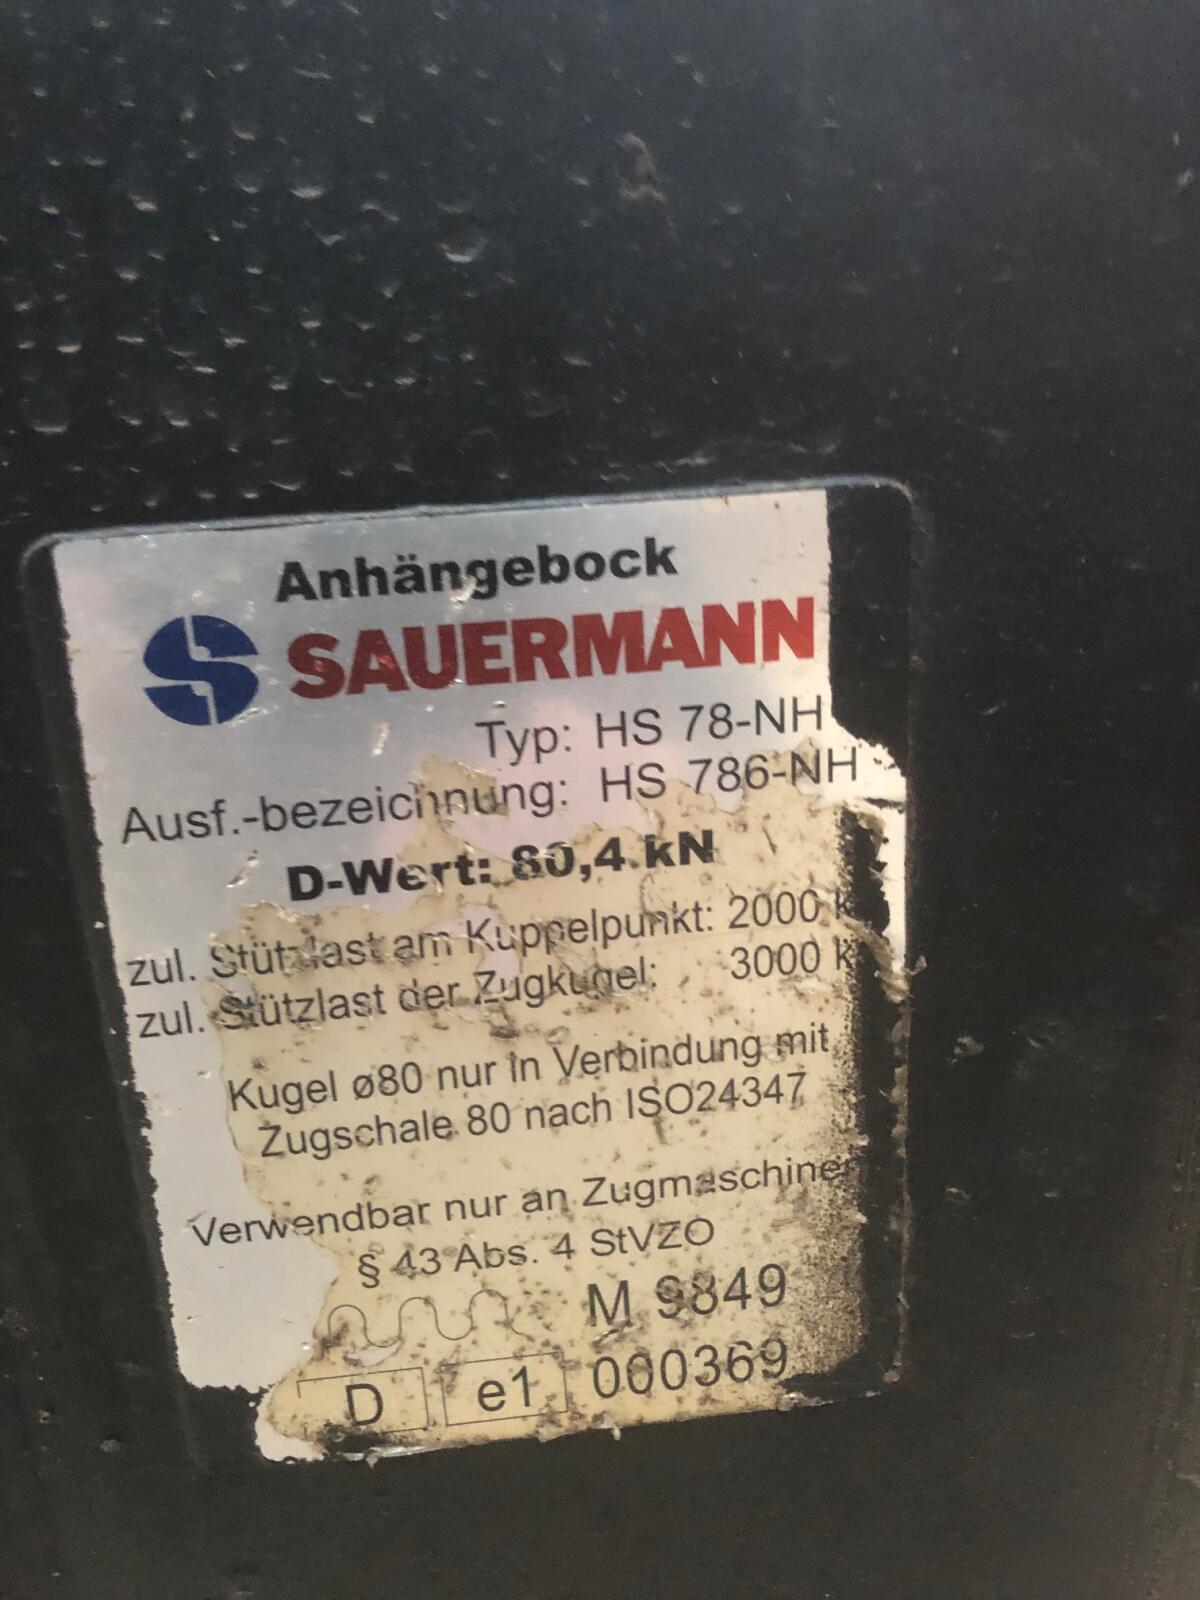 Anhängebock
SAUERMANN
Typ: HS 78-NH
Ausf.-bezeichnung: HS 786-NH
D-Wert: 80,4 kN
zul. Stützlast am Kuppelpunkt: 2000 k
zul. Stützlast der Zugkugel: 3000 k
Kugel ø80 nur in Verbindung mit
Zugschale 80 nach ISO24347
Verwendbar nur an Zugmaschinen
§ 43 Abs. 4 StVZO
M 9849
D e1 000369